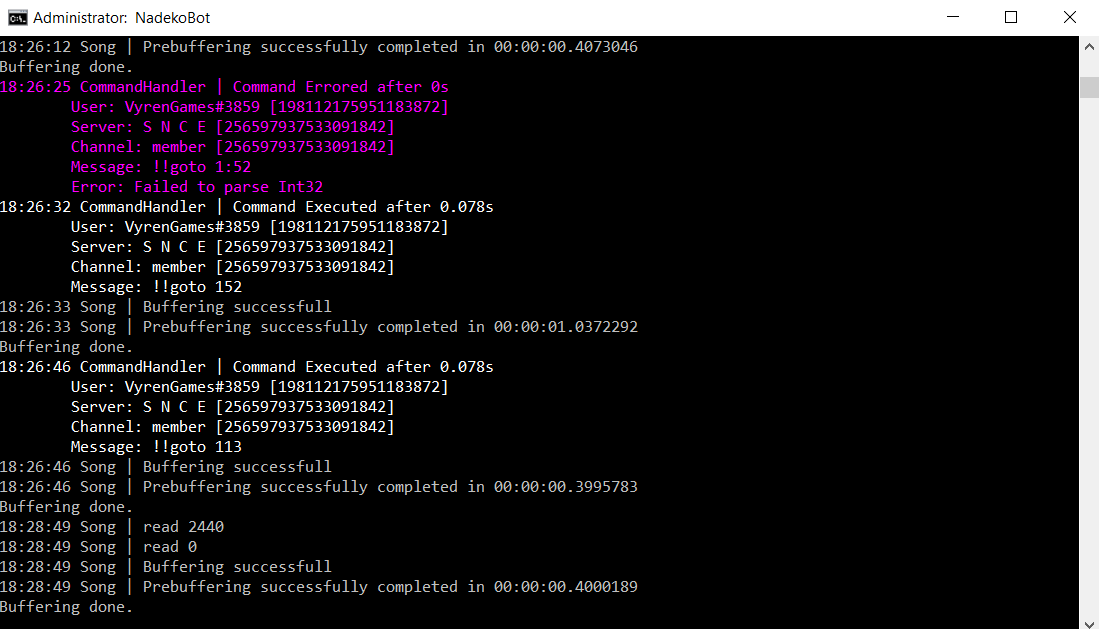 Administrator: NadekoBot
18:26:12 Song | Prebuffering successfully completed in 00:00:00.4073046
Buffering done.
18:26:25 CommandHandler | Command Errored after 0s
User: VyrenGames#3859 [198112175951183872]
Server: S N C E [256597937533091842]
Channel: member [256597937533091842]
Message: !!goto 1:52
Error: Failed to parse Int32
18:26:32 CommandHandler | Command Executed after 0.078s
User: VyrenGames#3859 [198112175951183872]
Server: S N C E [256597937533091842]
Channel: member [256597937533091842]
Message: !!goto 152
18:26:33 Song | Buffering successfull
18:26:33 Song | Prebuffering successfully completed in 00:00:01.0372292
Buffering done.
18:26:46 CommandHandler | Command Executed after 0.078s
User: VyrenGames#3859 [198112175951183872]
Server: S N C E [256597937533091842]
Channel: member [256597937533091842]
Message: !!goto 113
18:26:46 Song | Buffering successfull
18:26:46 Song | Prebuffering successfully completed in 00:00:00.3995783
Buffering done.
18:28:49 Song | read 2440
18:28:49 Song | read 0
18:28:49 Song | Buffering successfull
18:28:49 Song | Prebuffering successfully completed in 00:00:00.4000189
Buffering done.